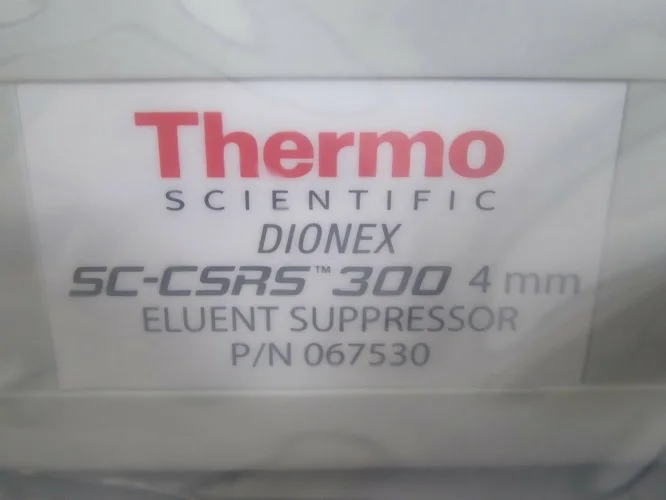 Thermo
SCIENTIFIC
DIONEX
SC-CSRS™ 300 4 mm
ELUENT SUPPRESSOR
P/N 067530